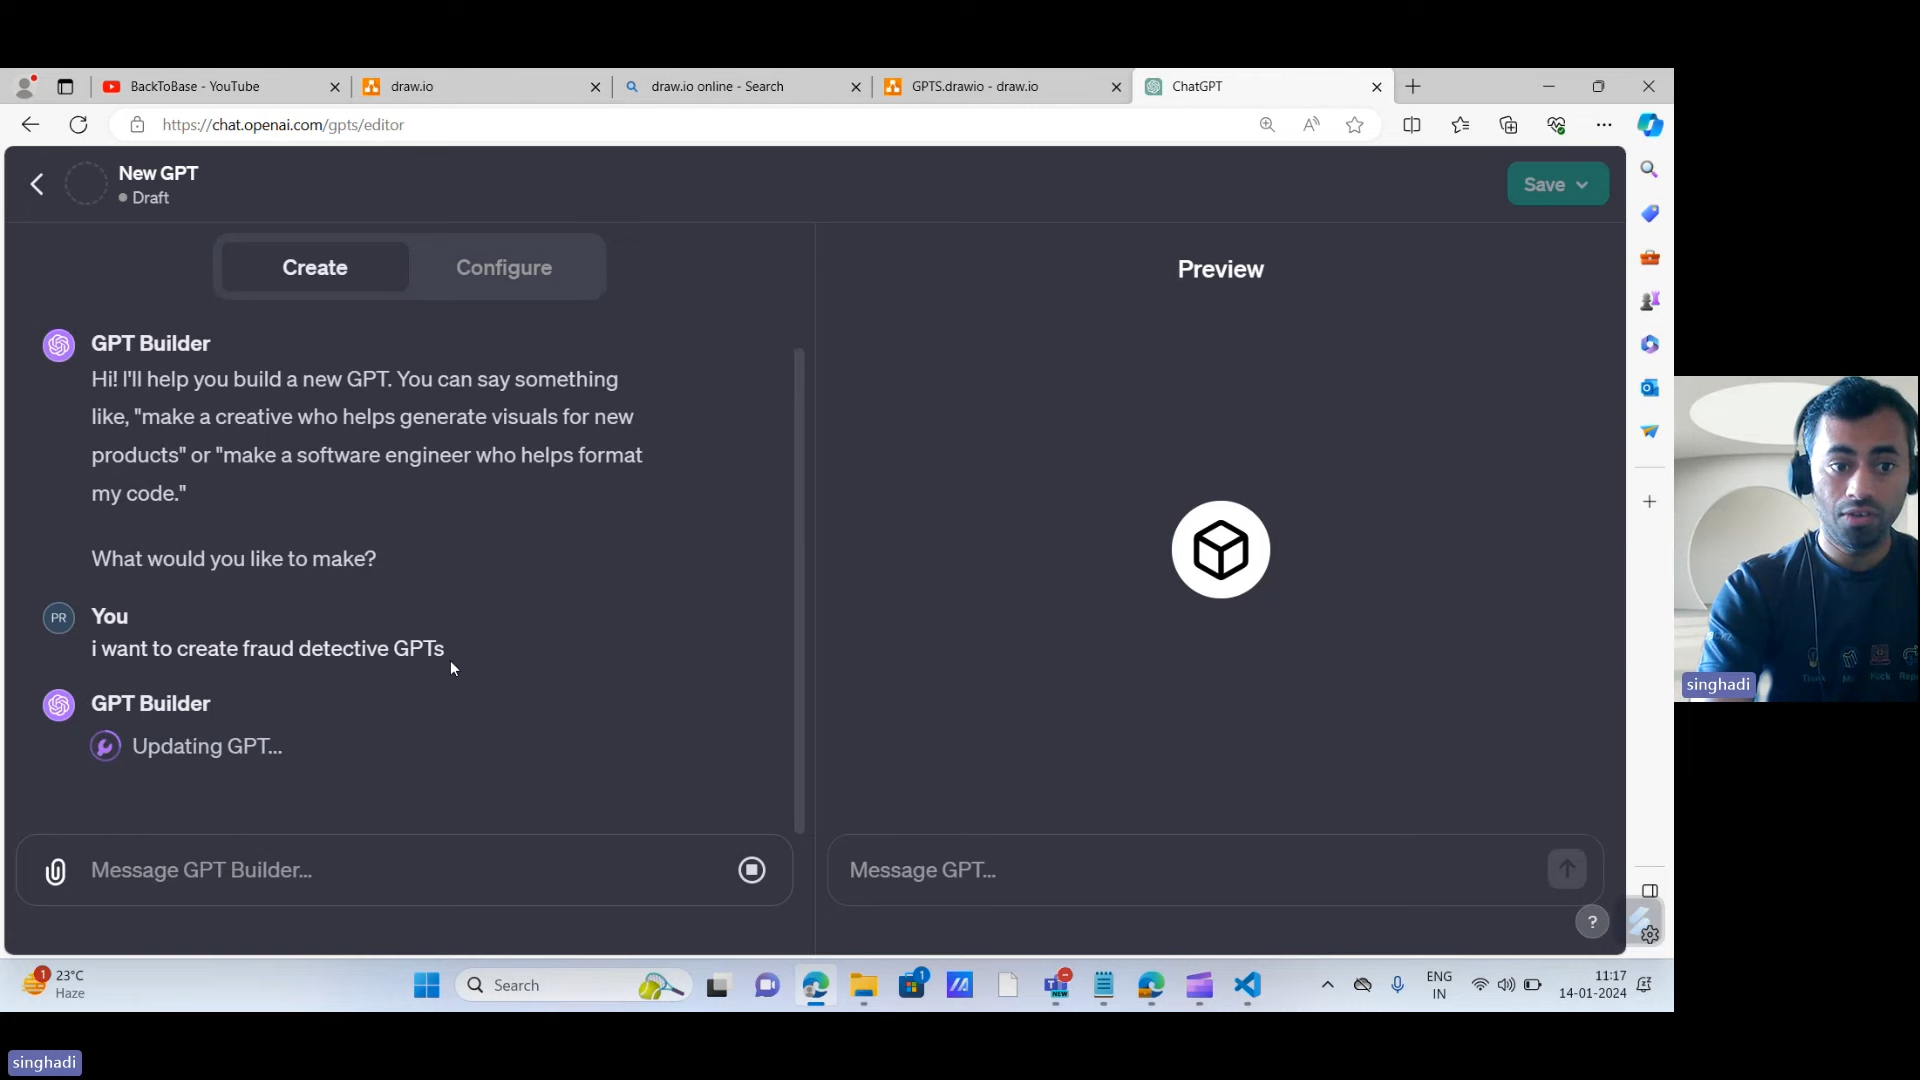 BackToBase - YouTube
draw.io
draw.io online - Search
GPTS.drawio - draw.io
ChatGPT
https://chat.openai.com/gpts/editor
New GPT
Draft
Save
Create
Configure
Preview
GPT Builder
Hi! I'll help you build a new GPT. You can say something
like, "make a creative who helps generate visuals for new
products" or "make a software engineer who helps format
my code."
What would you like to make?
PR
You
i want to create fraud detective GPTs
GPT Builder
Updating GPT...
Message GPT Builder...
Message GPT...
?
singhadi
1
23°C
Haze
Search
1
NEW
ENG
IN
11:17
14-01-2024
singhadi